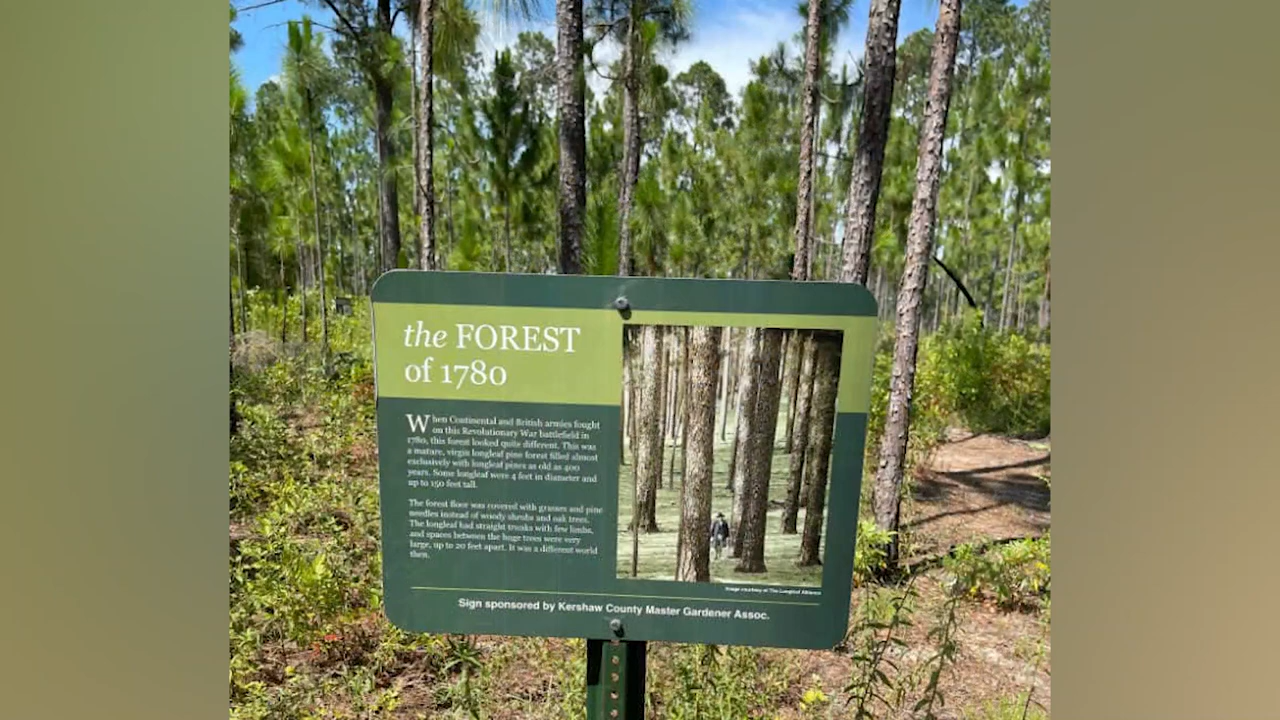 the FOREST
of 1780
When Continental and British armies fought
on this Revolutionary War battlefield in
1780, this forest looked quite different. This was
a mature, virgin longleaf pine forest filled almost
exclusively with longleaf pines as old as 400
years. Some longleaf were 4 feet in diameter and
up to 150 feet tall.
The forest floor was covered with grasses and pine
needles instead of woody shrubs and oak trees.
The longleaf had straight trunks with few limbs,
and spaces between the huge trees were very
large, up to 20 feet apart. It was a different world
then.
Image courtesy of The Longleaf Alliance
Sign sponsored by Kershaw County Master Gardener Assoc.